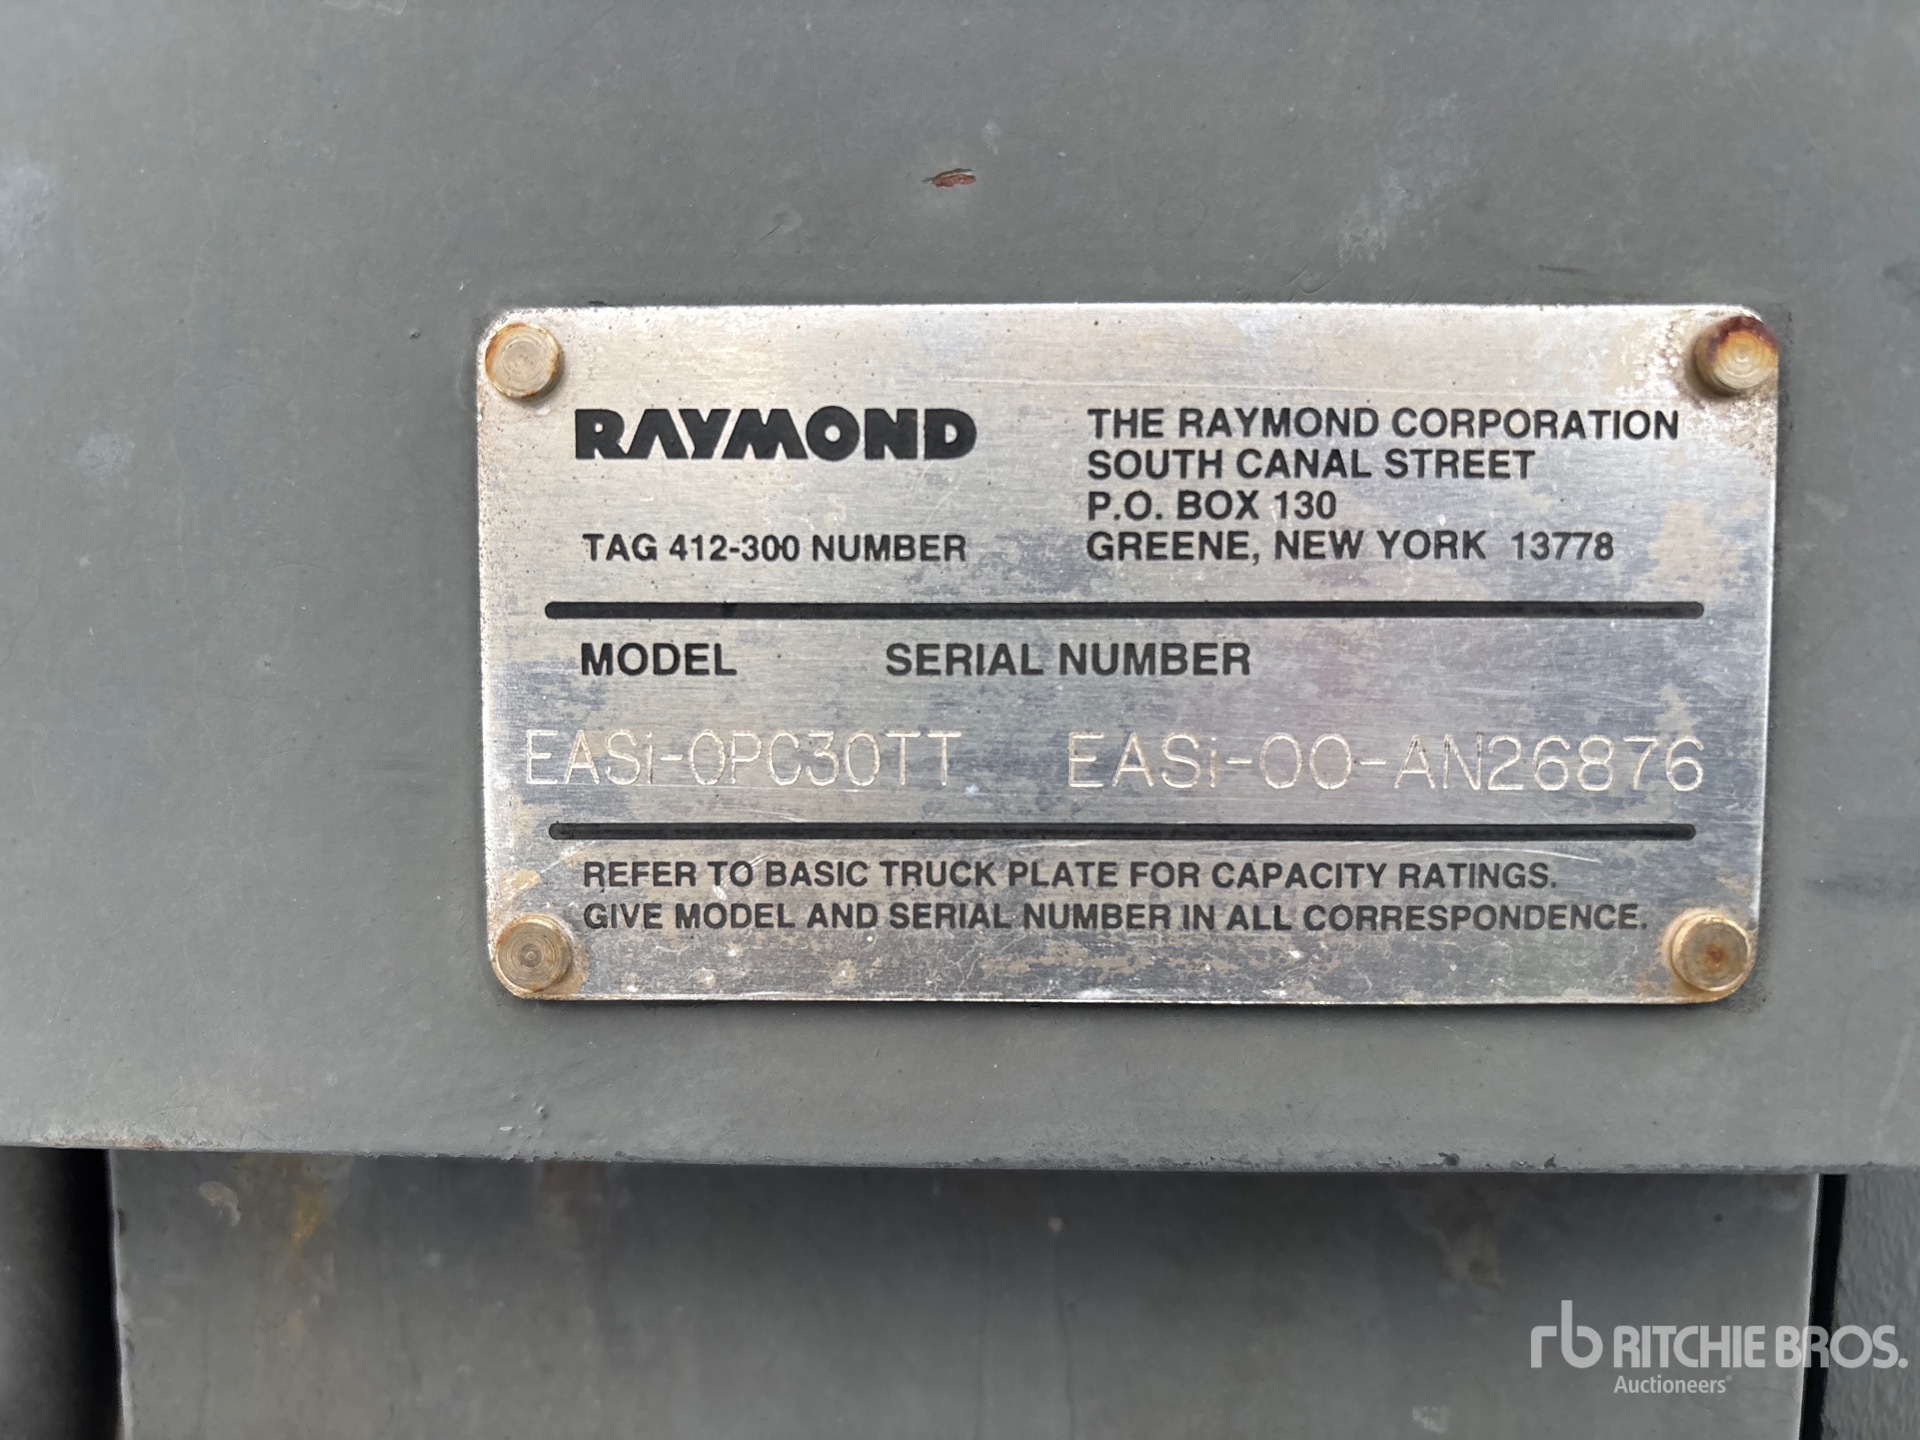 RAYMOND
THE RAYMOND CORPORATION
SOUTH CANAL STREET
P.O. BOX 130
GREENE, NEW YORK 13778
TAG 412-300 NUMBER
MODEL SERIAL NUMBER
EASi-OPC30TT EASi-00-AN26876
REFER TO BASIC TRUCK PLATE FOR CAPACITY RATINGS.
GIVE MODEL AND SERIAL NUMBER IN ALL CORRESPONDENCE.
rb RITCHIE BROS.
Auctioneers